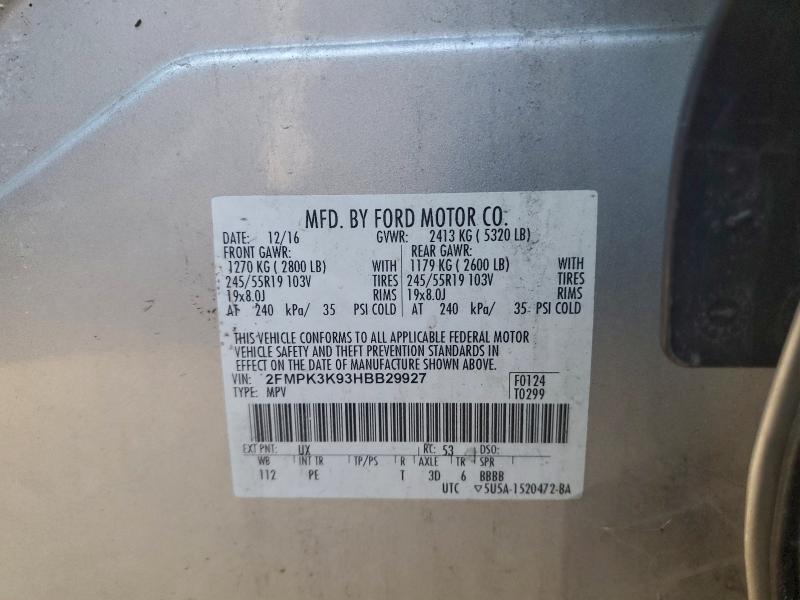 MFD. BY FORD MOTOR CO.
DATE: 12/16 GVWR: 2413 KG ( 5320 LB)
FRONT GAWR: REAR GAWR:
1270 KG ( 2800 LB) WITH 1179 KG ( 2600 LB) WITH
245/55R19 103V TIRES 245/55R19 103V TIRES
19x8.0J RIMS 19x8.0J RIMS
AT 240 kPa/ 35 PSI COLD AT 240 kPa/ 35 PSI COLD
THIS VEHICLE CONFORMS TO ALL APPLICABLE FEDERAL MOTOR
VEHICLE SAFETY AND THEFT PREVENTION STANDARDS IN
EFFECT ON THE DATE OF MANUFACTURE SHOWN ABOVE.
VIN: 2FMPK3K93HBB29927 F0124
TYPE: MPV T0299
EXT PNT: UX RC: 53 DSO:
WB INT TR TP/PS R AXLE TR SPR
112 PE T 3D 6 BBBB
UTC ▽5U5A-1520472-BA